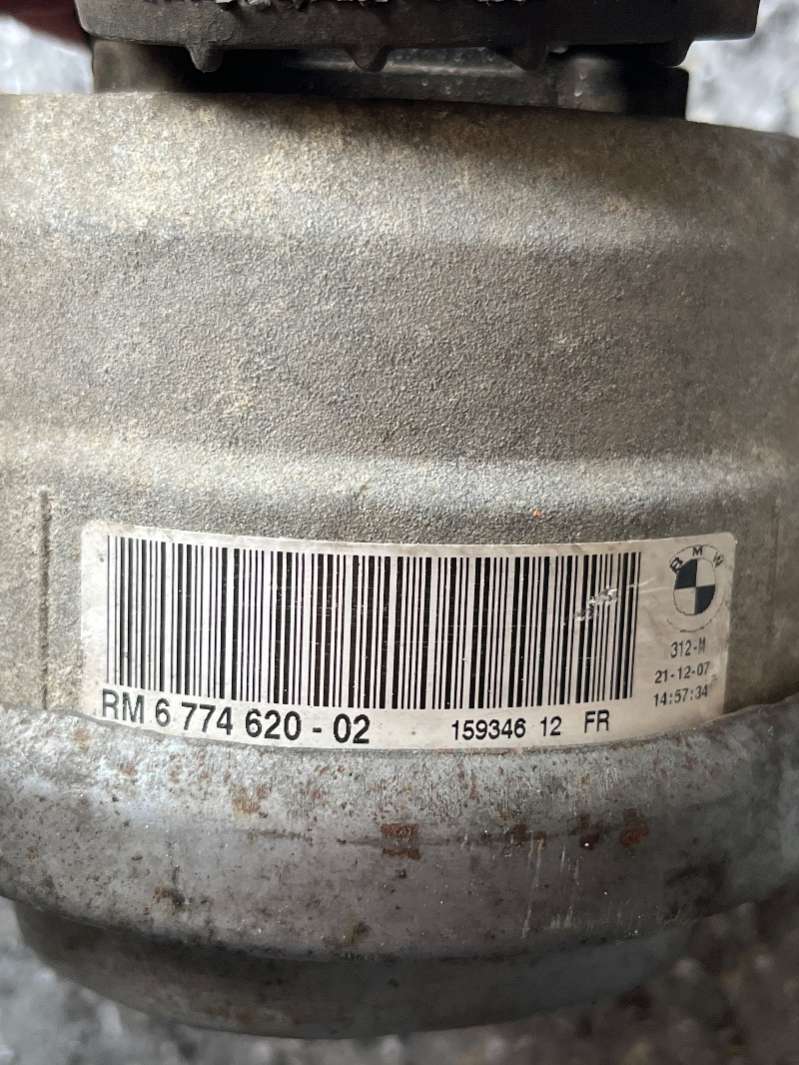 BMW
312-M
21-12-07
14:57:34
RM 6 774 620 - 02 159346 12 FR